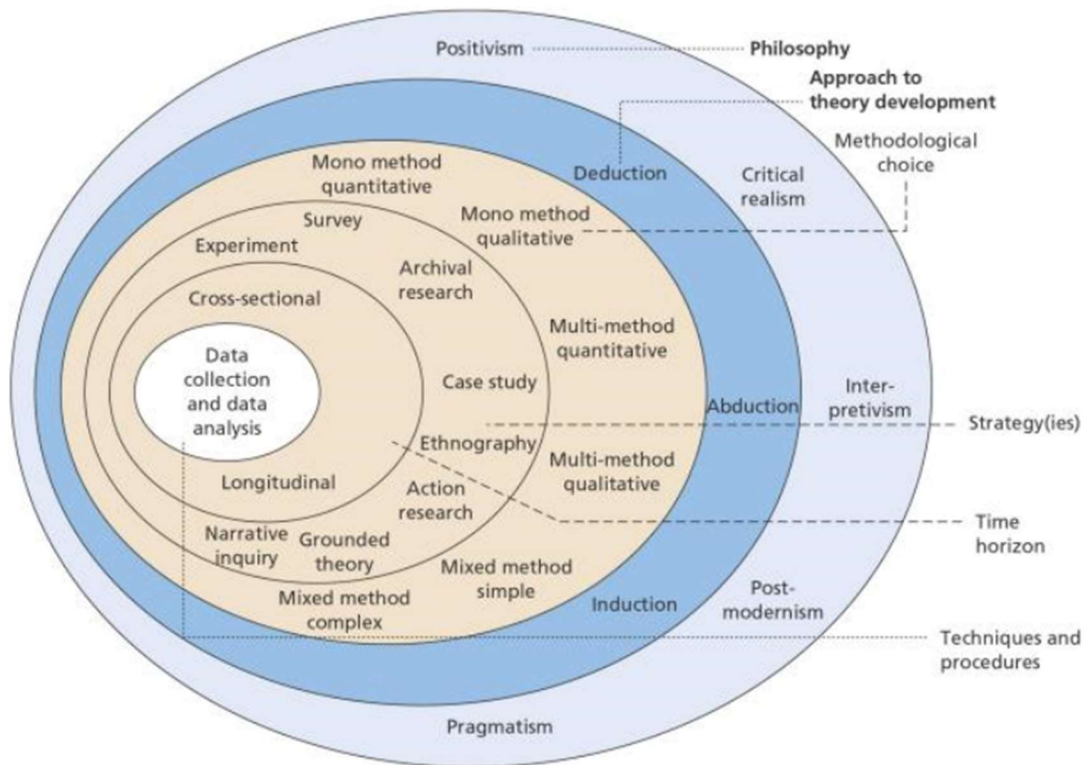 Positivism
Philosophy
Approach to
theory development
Methodological
choice
Mono method
quantitative
Deduction
Critical
realism
Mono method
qualitative
Survey
Experiment
Archival
research
Cross-sectional
Multi-method
quantitative
Data
collection
and data
analysis
Case study
Abduction
Inter-
pretivism
Strategy(ies)
Ethnography
Multi-method
qualitative
Longitudinal
Action
research
Time
horizon
Narrative
inquiry
Grounded
theory
Mixed method
simple
Mixed method
complex
Induction
Post-
modernism
Techniques and
procedures
Pragmatism